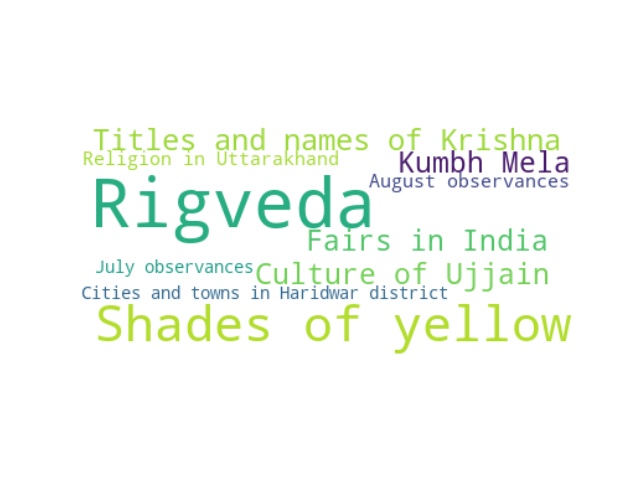 Titles and names of Krishna
Religion in Uttarakhand
Kumbh Mela
August observances
Rigveda
Fairs in India
July observances
Culture of Ujjain
Cities and towns in Haridwar district
Shades of yellow